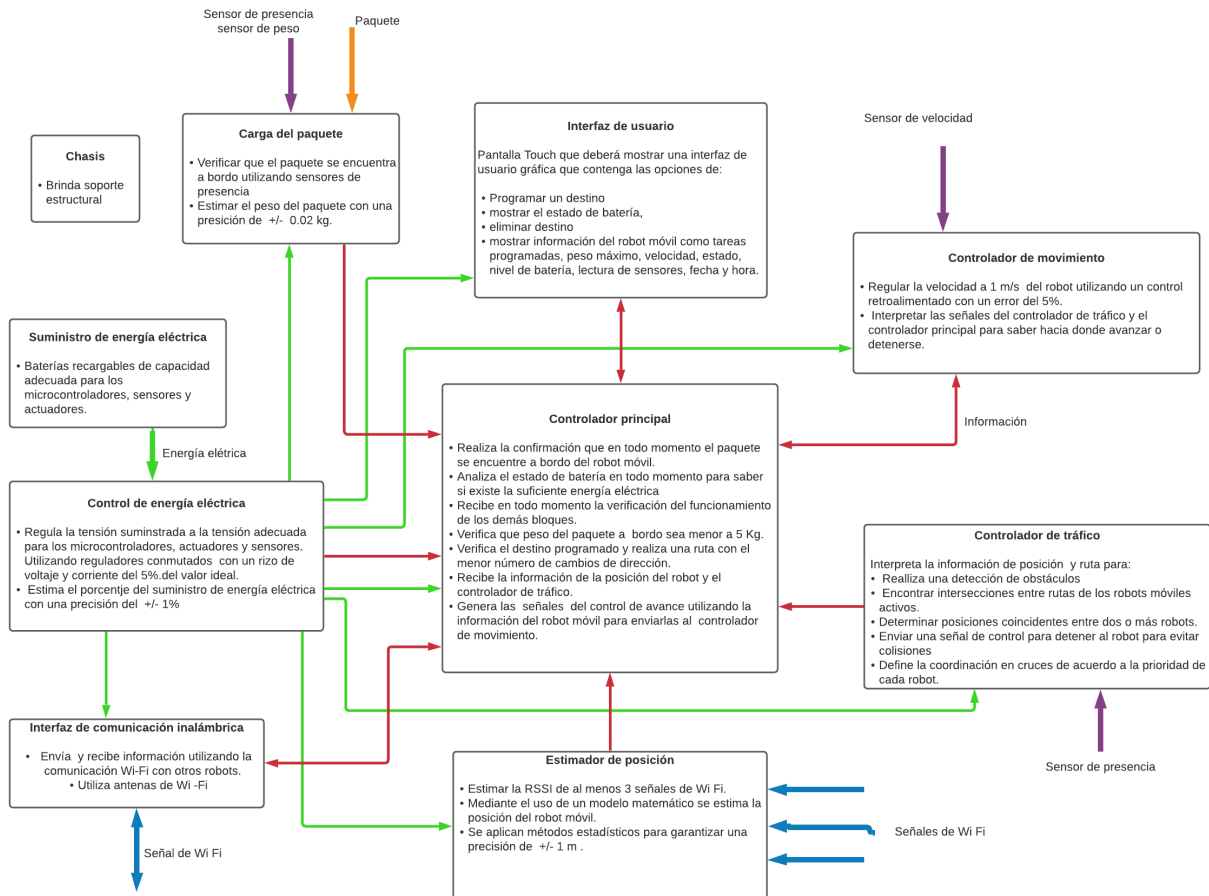 Sensor de presencia
sensor de peso
Paquete
Carga del paquete
• Verificar que el paquete se encuentra
a bordo utilizando sensores de
presencia
• Estimar el peso del paquete con una
presición de +/- 0.02 kg.
Chasis
• Brinda soporte
estructural
Interfaz de usuario
Pantalla Touch que deberá mostrar una interfaz de
usuario gráfica que contenga las opciones de:
• Programar un destino
• mostrar el estado de batería,
• eliminar destino
• mostrar información del robot móvil como tareas
programadas, peso máximo, velocidad, estado,
nivel de batería, lectura de sensores, fecha y hora.
Sensor de velocidad
Controlador de movimiento
• Regular la velocidad a 1 m/s del robot utilizando un control
retroalimentado con un error del 5%.
• Interpretar las señales del controlador de tráfico y el
controlador principal para saber hacia donde avanzar o
detenerse.
Suministro de energía eléctrica
• Baterías recargables de capacidad
adecuada para los
microcontroladores, sensores y
actuadores.
Energía elétrica
Control de energía eléctrica
• Regula la tensión suminstrada a la tensión adecuada
para los microcontroladores, actuadores y sensores.
Utilizando reguladores conmutados con un rizo de
voltaje y corriente del 5%.del valor ideal.
• Estima el porcentje del suministro de energía eléctrica
con una precisión del +/- 1%
Controlador principal
• Realiza la confirmación que en todo momento el paquete
se encuentre a bordo del robot móvil.
• Analiza el estado de batería en todo momento para saber
si existe la suficiente energía eléctrica
• Recibe en todo momento la verificación del funcionamiento
de los demás bloques.
• Verifica que peso del paquete a bordo sea menor a 5 Kg.
• Verifica el destino programado y realiza una ruta con el
menor número de cambios de dirección.
• Recibe la información de la posición del robot y el
controlador de tráfico.
• Genera las señales del control de avance utilizando la
información del robot móvil para enviarlas al controlador
de movimiento.
Información
Controlador de tráfico
Interpreta la información de posición y ruta para:
• Realliza una detección de obstáculos
• Encontrar intersecciones entre rutas de los robots móviles
activos.
• Determinar posiciones coincidentes entre dos o más robots.
• Enviar una señal de control para detener al robot para evitar
colisiones
• Define la coordinación en cruces de acuerdo a la prioridad de
cada robot.
Sensor de presencia
Interfaz de comunicación inalámbrica
• Envía y recibe información utilizando la
comunicación Wi-Fi con otros robots.
• Utiliza antenas de Wi -Fi
Señal de Wi Fi
Estimador de posición
• Estimar la RSSI de al menos 3 señales de Wi Fi.
• Mediante el uso de un modelo matemático se estima la
posición del robot móvil.
• Se aplican métodos estadísticos para garantizar una
precisión de +/- 1 m .
Señales de Wi Fi